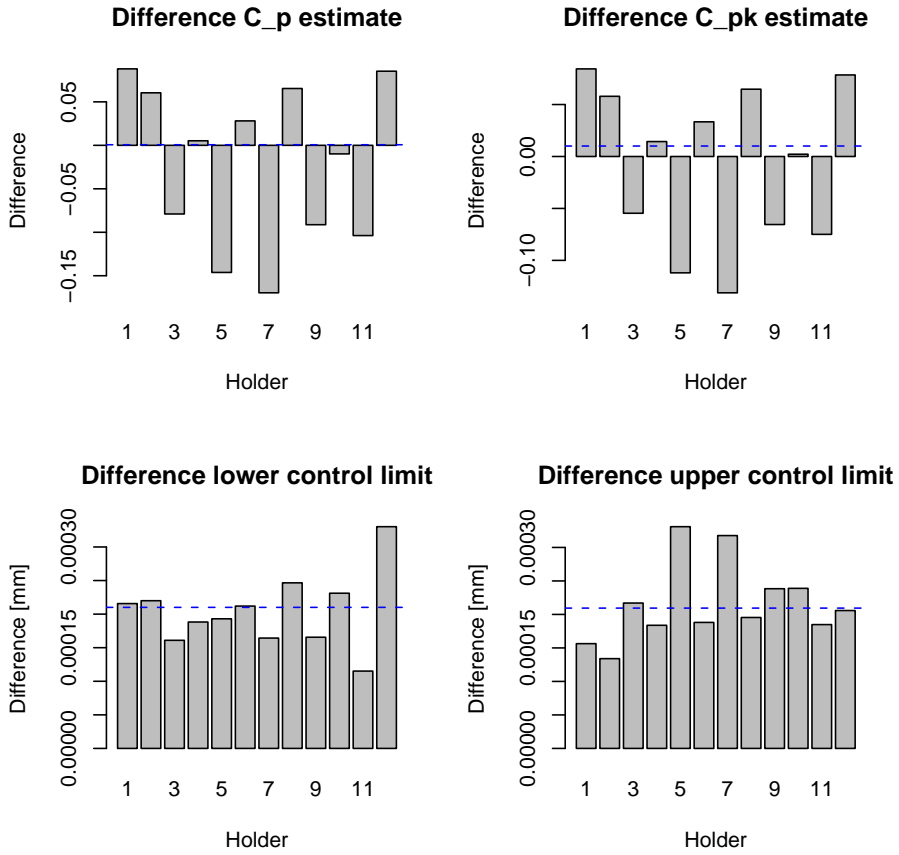 Difference C_p estimate
Difference
0.05
−0.05
−0.15
1 3 5 7 9 11
Holder
Difference C_pk estimate
Difference
0.00
−0.10
1 3 5 7 9 11
Holder
Difference lower control limit
Difference [mm]
0.00030
0.00015
0.00000
1 3 5 7 9 11
Holder
Difference upper control limit
Difference [mm]
0.00030
0.00015
0.00000
1 3 5 7 9 11
Holder